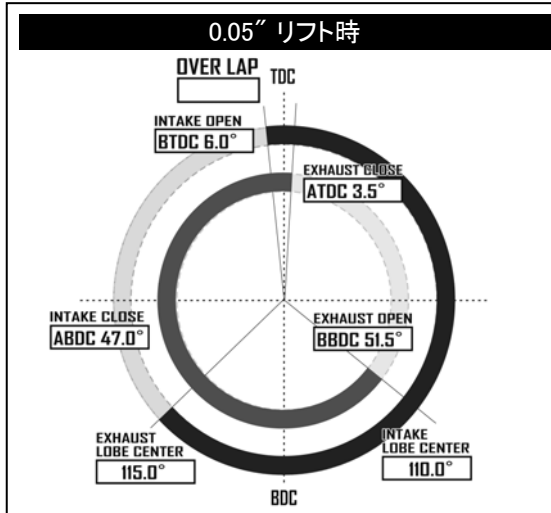 0.05″ リフト時
OVER LAP
TDC
INTAKE OPEN
BTDC 6.0°
EXHAUST CLOSE
ATDC 3.5°
INTAKE CLOSE
ABDC 47.0°
EXHAUST OPEN
BBDC 51.5°
EXHAUST
LOBE CENTER
115.0°
INTAKE
LOBE CENTER
110.0°
BDC